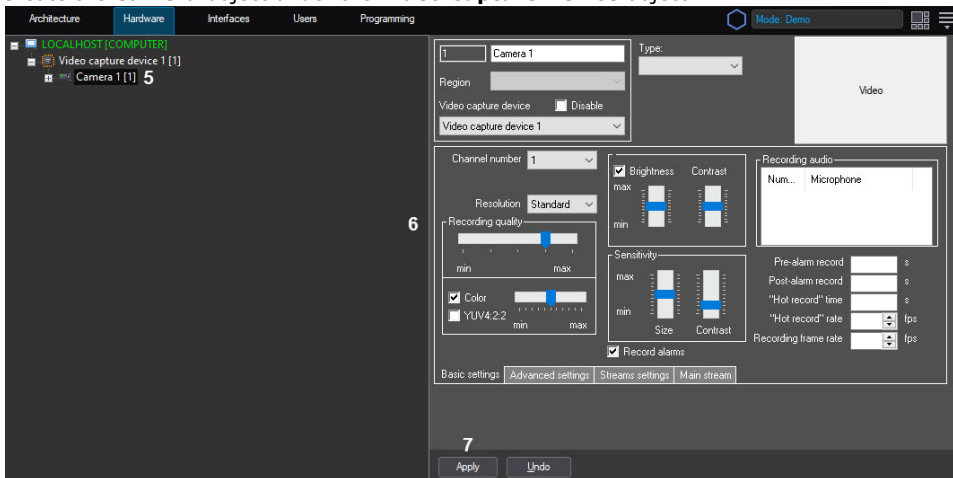 Architecture Hardware Interfaces Users Programming Mode: Demo
LOCALHOST [COMPUTER]
Video capture device 1 [1]
Camera 1 [1] 5
1 Camera 1 Type:
Region
Video capture device Disable
Video capture device 1
Video
Channel number 1
Resolution Standard
6
Recording quality
min max
Color
YUV4:2:2
min max
Brightness Contrast
max
min
Sensitivity
max
min
Size Contrast
Record alarms
Recording audio
Num... Microphone
Pre-alarm record s
Post-alarm record s
"Hot record" time s
"Hot record" rate fps
Recording frame rate fps
Basic settings Advanced settings Streams settings Main stream
7
Apply Undo